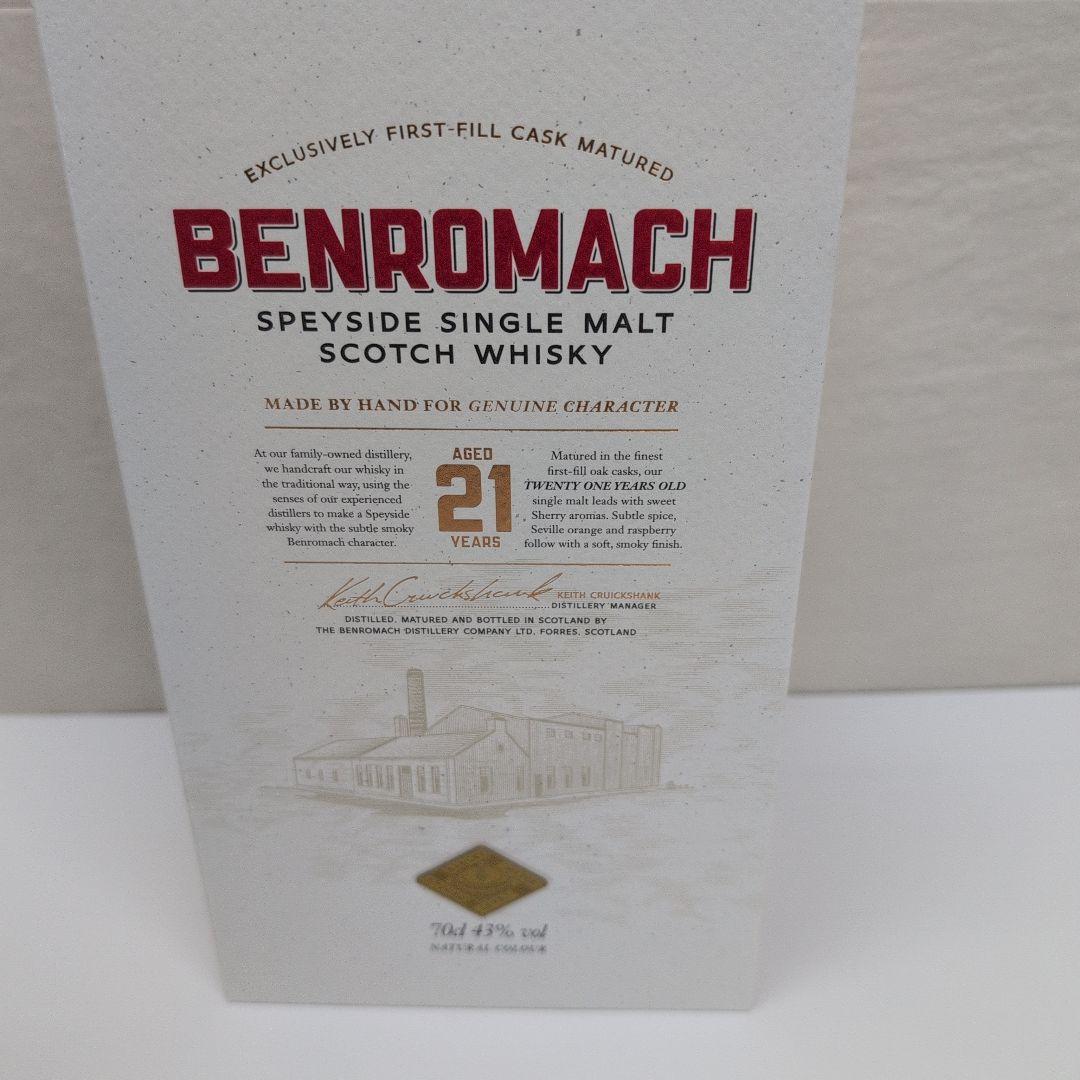 EXCLUSIVELY FIRST-FILL CASK MATURED
BENROMACH
SPEYSIDE SINGLE MALT
SCOTCH WHISKY
MADE BY HAND FOR GENUINE CHARACTER
At our family-owned distillery,
we handcraft our whisky in
the traditional way, using the
senses of our experienced
distillers to make a Speyside
whisky with the subtle smoky
Benromach character.
AGED
21
YEARS
Matured in the finest
first-fill oak casks, our
TWENTY ONE YEARS OLD
single malt leads with sweet
Sherry aromas. Subtle spice,
Seville orange and raspberry
follow with a soft, smoky finish.
Keith Cruickshank
KEITH CRUICKSHANK
DISTILLERY MANAGER
DISTILLED, MATURED AND BOTTLED IN SCOTLAND BY
THE BENROMACH DISTILLERY COMPANY LTD, FORRES, SCOTLAND
70cl 43% vol
NATURAL COLOUR